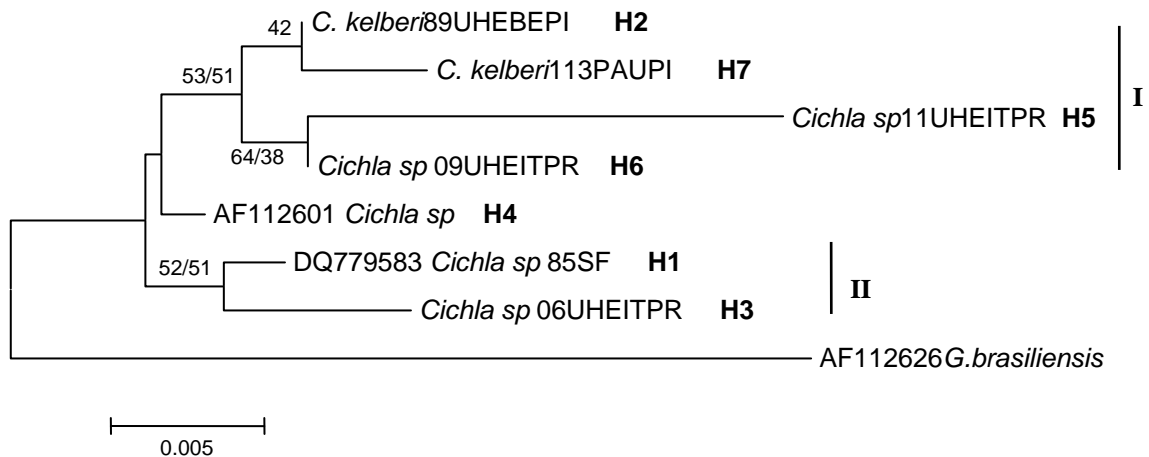 42
C. kelberi89UHEBEPI H2
53/51
C. kelberi113PAUPI H7
I
Cichla sp11UHEITPR H5
64/38
Cichla sp 09UHEITPR H6
AF112601 Cichla sp H4
52/51
DQ779583 Cichla sp 85SF H1
II
Cichla sp 06UHEITPR H3
AF112626G.brasiliensis
0.005